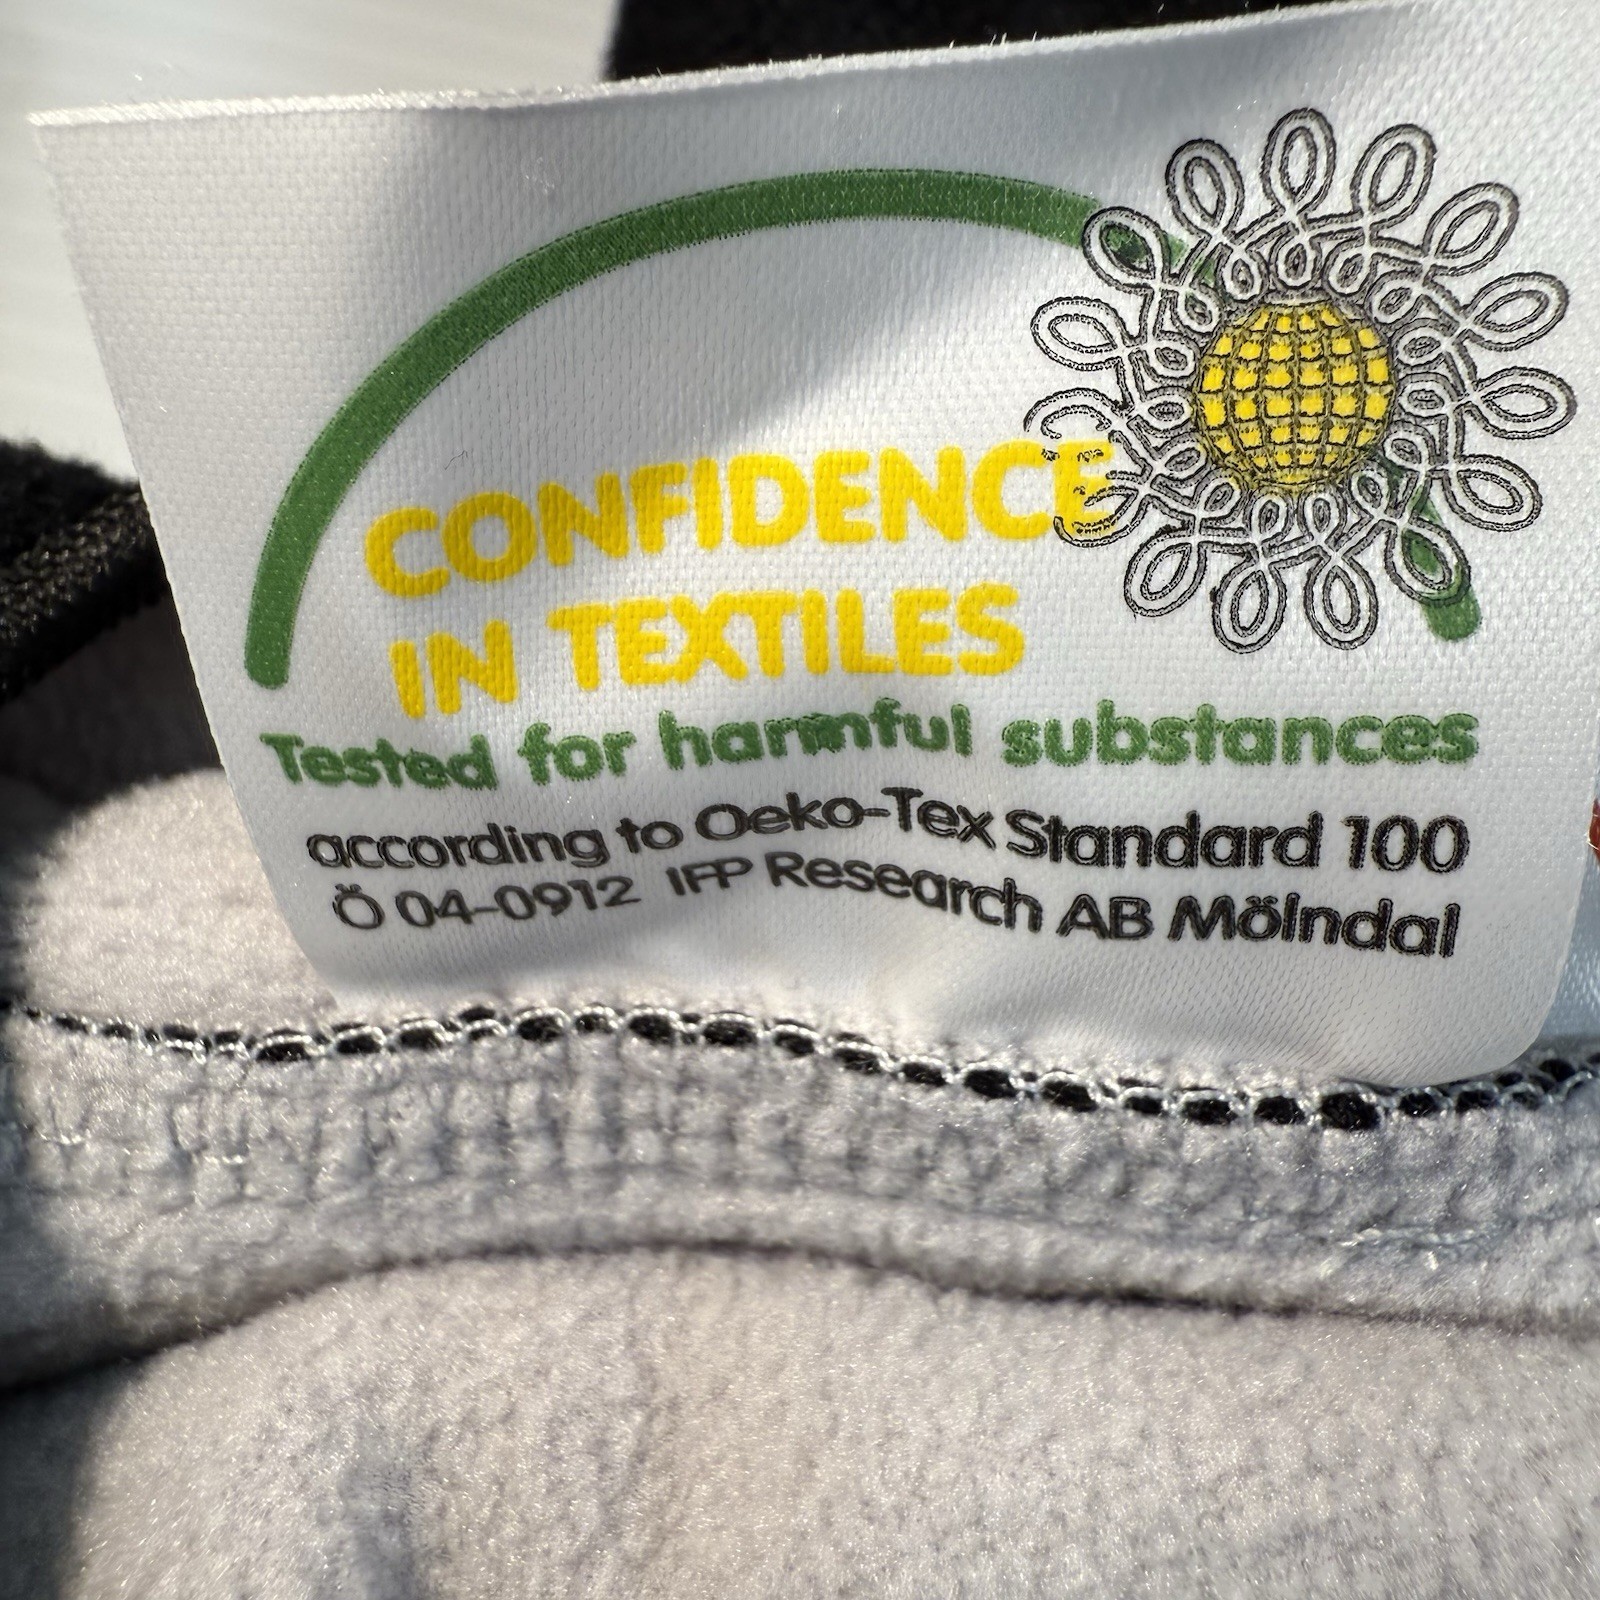 CONFIDENCE
IN TEXTILES
Tested for harmful substances
according to Oeko-Tex Standard 100
Ö 04-0912 IFP Research AB Mölndal